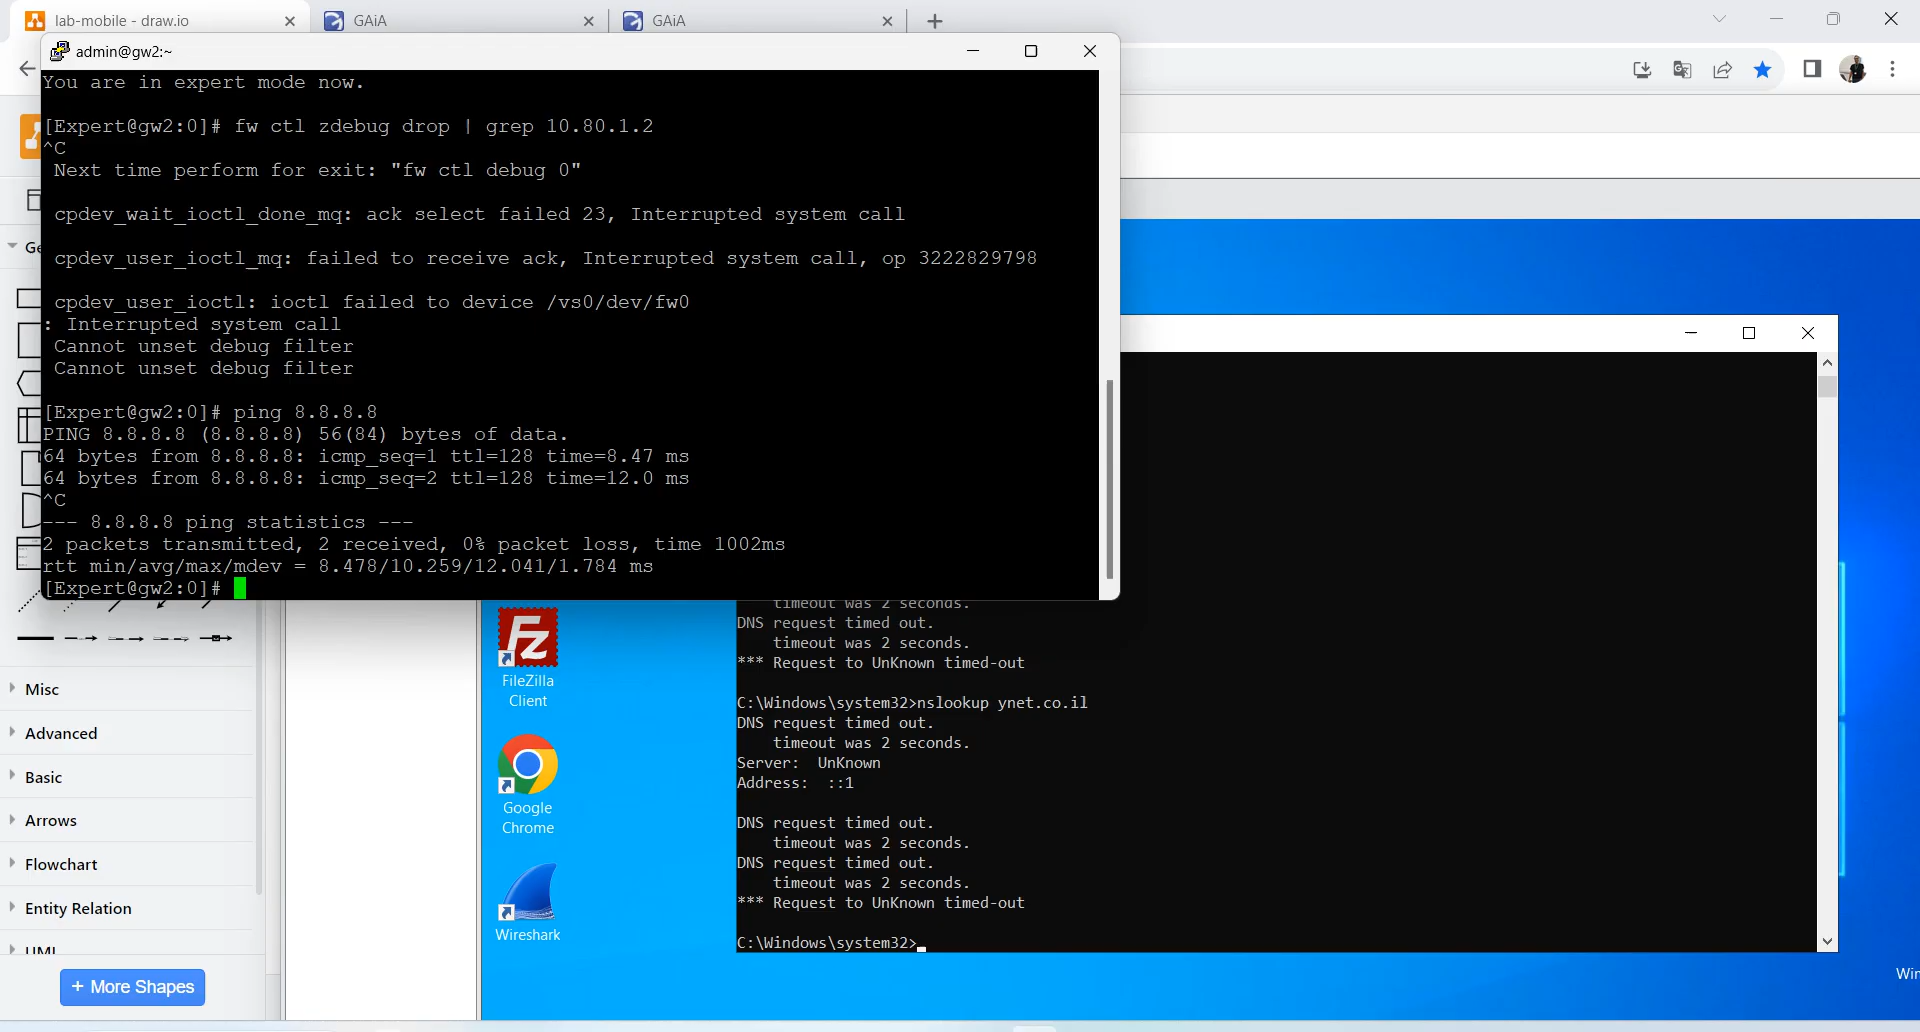 lab-mobile - draw.io
GAiA
GAiA
admin@gw2:~
You are in expert mode now.
[Expert@gw2:0]# fw ctl zdebug drop | grep 10.80.1.2
^C
Next time perform for exit: "fw ctl debug 0"
cpdev_wait_ioctl_done_mq: ack select failed 23, Interrupted system call
cpdev_user_ioctl_mq: failed to receive ack, Interrupted system call, op 3222829798
cpdev_user_ioctl: ioctl failed to device /vs0/dev/fw0
: Interrupted system call
Cannot unset debug filter
Cannot unset debug filter
[Expert@gw2:0]# ping 8.8.8.8
PING 8.8.8.8 (8.8.8.8) 56(84) bytes of data.
64 bytes from 8.8.8.8: icmp_seq=1 ttl=128 time=8.47 ms
64 bytes from 8.8.8.8: icmp_seq=2 ttl=128 time=12.0 ms
^C
--- 8.8.8.8 ping statistics ---
2 packets transmitted, 2 received, 0% packet loss, time 1002ms
rtt min/avg/max/mdev = 8.478/10.259/12.041/1.784 ms
[Expert@gw2:0]#
Ge
Misc
Advanced
Basic
Arrows
Flowchart
Entity Relation
UML
+ More Shapes
FileZilla
Client
Google
Chrome
Wireshark
timeout was 2 seconds.
DNS request timed out.
timeout was 2 seconds.
*** Request to UnKnown timed-out
C:\Windows\system32>nslookup ynet.co.il
DNS request timed out.
timeout was 2 seconds.
Server: UnKnown
Address: ::1
DNS request timed out.
timeout was 2 seconds.
DNS request timed out.
timeout was 2 seconds.
*** Request to UnKnown timed-out
C:\Windows\system32>
Win